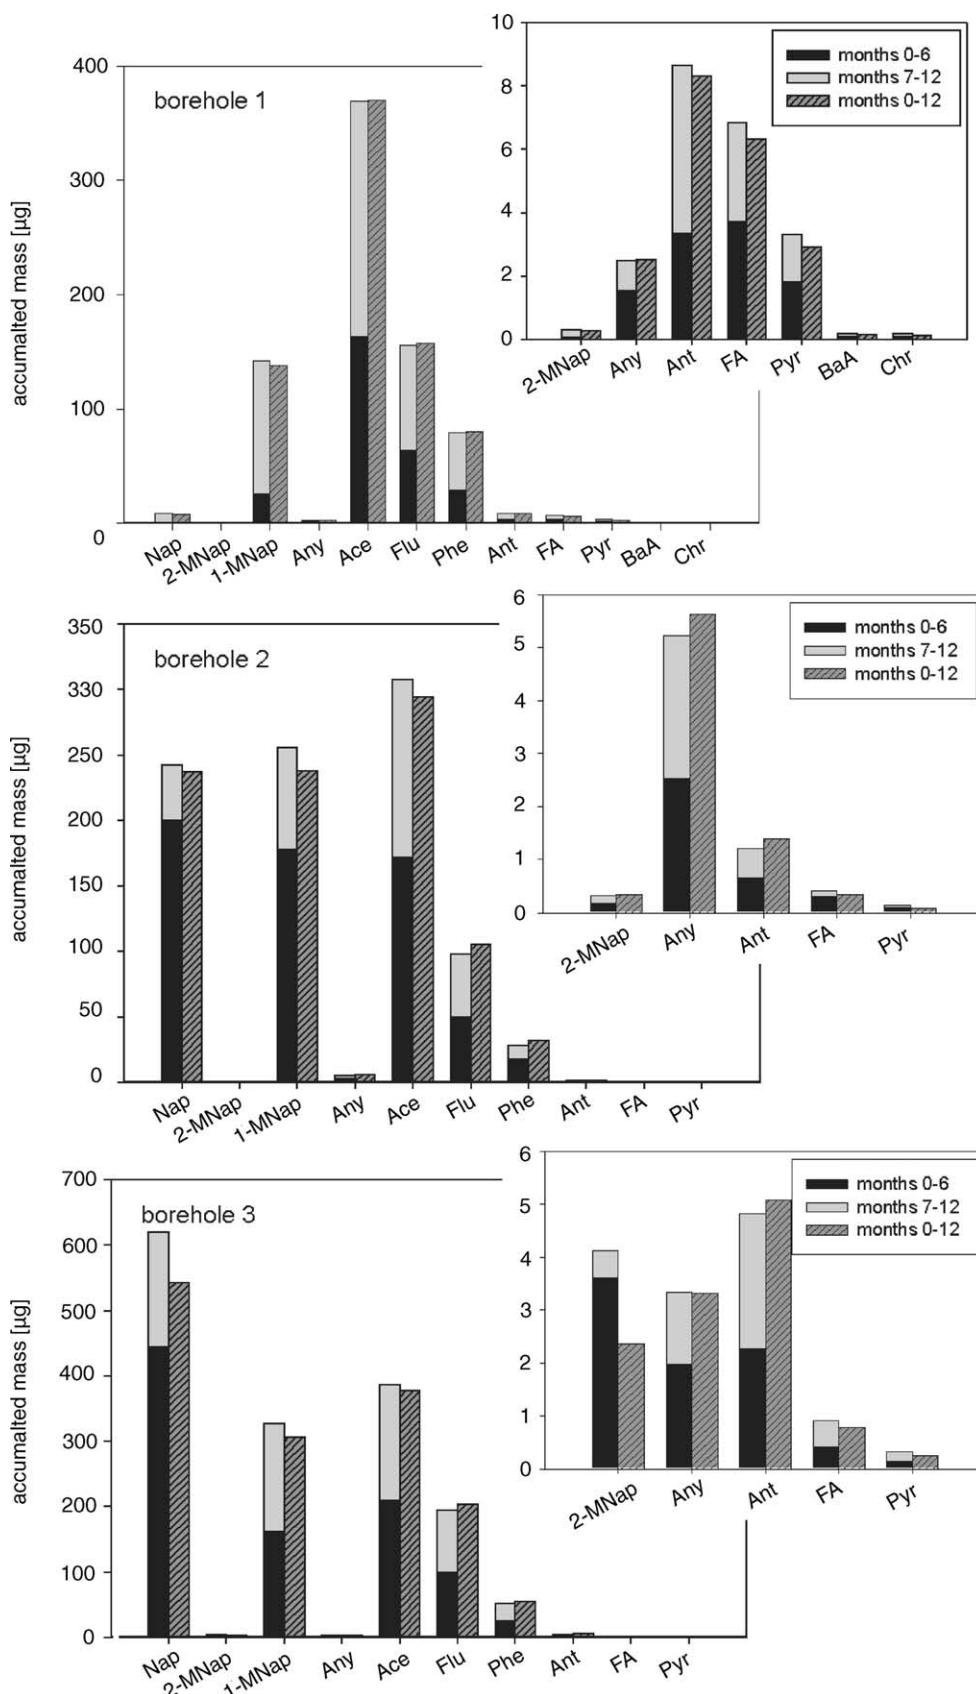 borehole 1
accumalted mass [µg]
400
300
200
100
0
Nap 2-MNap 1-MNap Any Ace Flu Phe Ant FA Pyr BaA Chr
10
8
6
4
2
0
2-MNap Any Ant FA Pyr BaA Chr
months 0-6
months 7-12
months 0-12
borehole 2
accumalted mass [µg]
350
330
250
200
150
100
50
0
Nap 2-MNap 1-MNap Any Ace Flu Phe Ant FA Pyr
6
5
4
3
2
1
0
2-MNap Any Ant FA Pyr
months 0-6
months 7-12
months 0-12
borehole 3
accumalted mass [µg]
700
600
500
400
300
200
100
0
Nap 2-MNap 1-MNap Any Ace Flu Phe Ant FA Pyr
6
5
4
3
2
1
0
2-MNap Any Ant FA Pyr
months 0-6
months 7-12
months 0-12